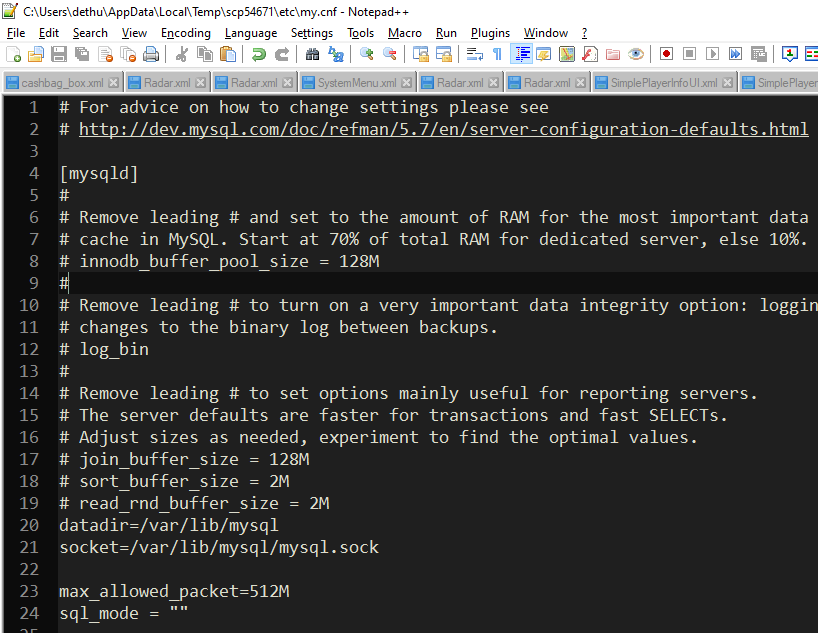 C:\Users\dethu\AppData\Local\Temp\scp54671\etc\my.cnf - Notepad++
File Edit Search View Encoding Language Settings Tools Macro Run Plugins Window ?
cashbag_box.xml Radar.xml Radar.xml SystemMenu.xml Radar.xml Radar.xml SimplePlayerInfoUI.xml SimplePlayer
1 # For advice on how to change settings please see
2 # http://dev.mysql.com/doc/refman/5.7/en/server-configuration-defaults.html
3
4 [mysqld]
5 #
6 # Remove leading # and set to the amount of RAM for the most important data
7 # cache in MySQL. Start at 70% of total RAM for dedicated server, else 10%.
8 # innodb_buffer_pool_size = 128M
9 #
10 # Remove leading # to turn on a very important data integrity option: loggin
11 # changes to the binary log between backups.
12 # log_bin
13 #
14 # Remove leading # to set options mainly useful for reporting servers.
15 # The server defaults are faster for transactions and fast SELECTs.
16 # Adjust sizes as needed, experiment to find the optimal values.
17 # join_buffer_size = 128M
18 # sort_buffer_size = 2M
19 # read_rnd_buffer_size = 2M
20 datadir=/var/lib/mysql
21 socket=/var/lib/mysql/mysql.sock
22
23 max_allowed_packet=512M
24 sql_mode = ""